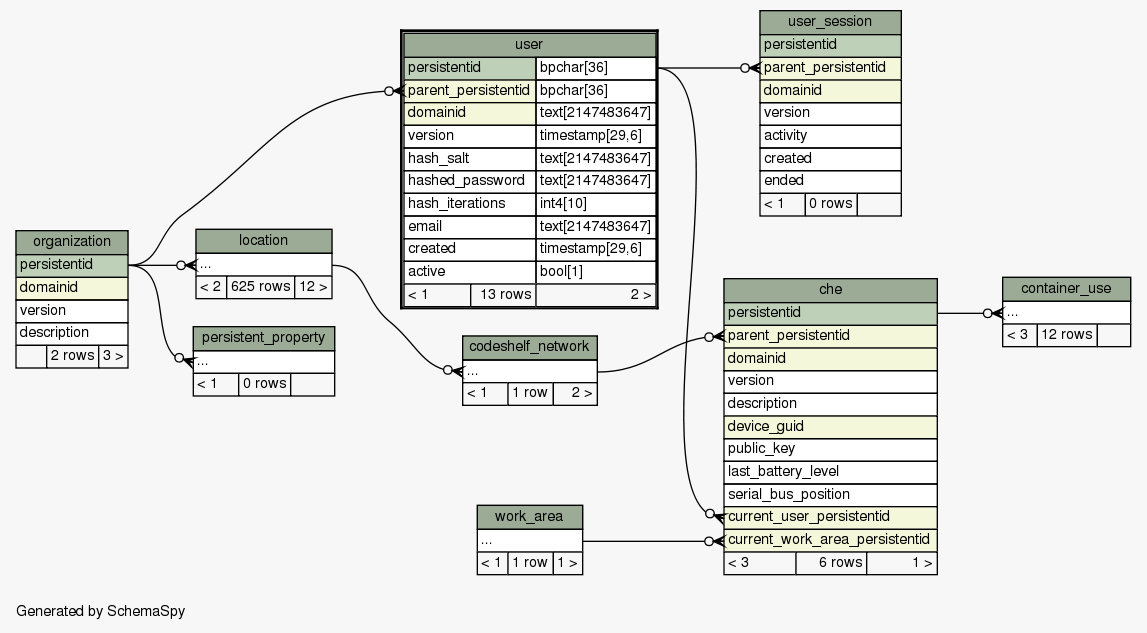 user
persistentid bpchar[36]
parent_persistentid bpchar[36]
domainid text[2147483647]
version timestamp[29,6]
hash_salt text[2147483647]
hashed_password text[2147483647]
hash_iterations int4[10]
email text[2147483647]
created timestamp[29,6]
active bool[1]
< 1 13 rows 2 >
user_session
persistentid
parent_persistentid
domainid
version
activity
created
ended
< 1 0 rows
organization
persistentid
domainid
version
description
2 rows 3 >
location
...
< 2 625 rows 12 >
persistent_property
...
< 1 0 rows
codeshelf_network
...
< 1 1 row 2 >
che
persistentid
parent_persistentid
domainid
version
description
device_guid
public_key
last_battery_level
serial_bus_position
current_user_persistentid
current_work_area_persistentid
< 3 6 rows 1 >
container_use
...
< 3 12 rows
work_area
...
< 1 1 row 1 >
Generated by SchemaSpy